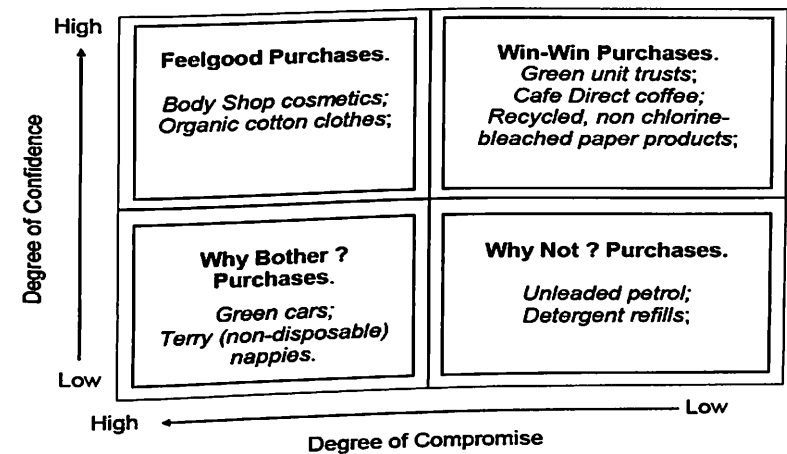 High
Feelgood Purchases.
Body Shop cosmetics;
Organic cotton clothes;
Win-Win Purchases.
Green unit trusts;
Cafe Direct coffee;
Recycled, non chlorine-
bleached paper products;
Degree of Confidence
Why Bother ?
Purchases.
Green cars;
Terry (non-disposable)
nappies.
Why Not ? Purchases.
Unleaded petrol;
Detergent refills;
Low
High
Low
Degree of Compromise